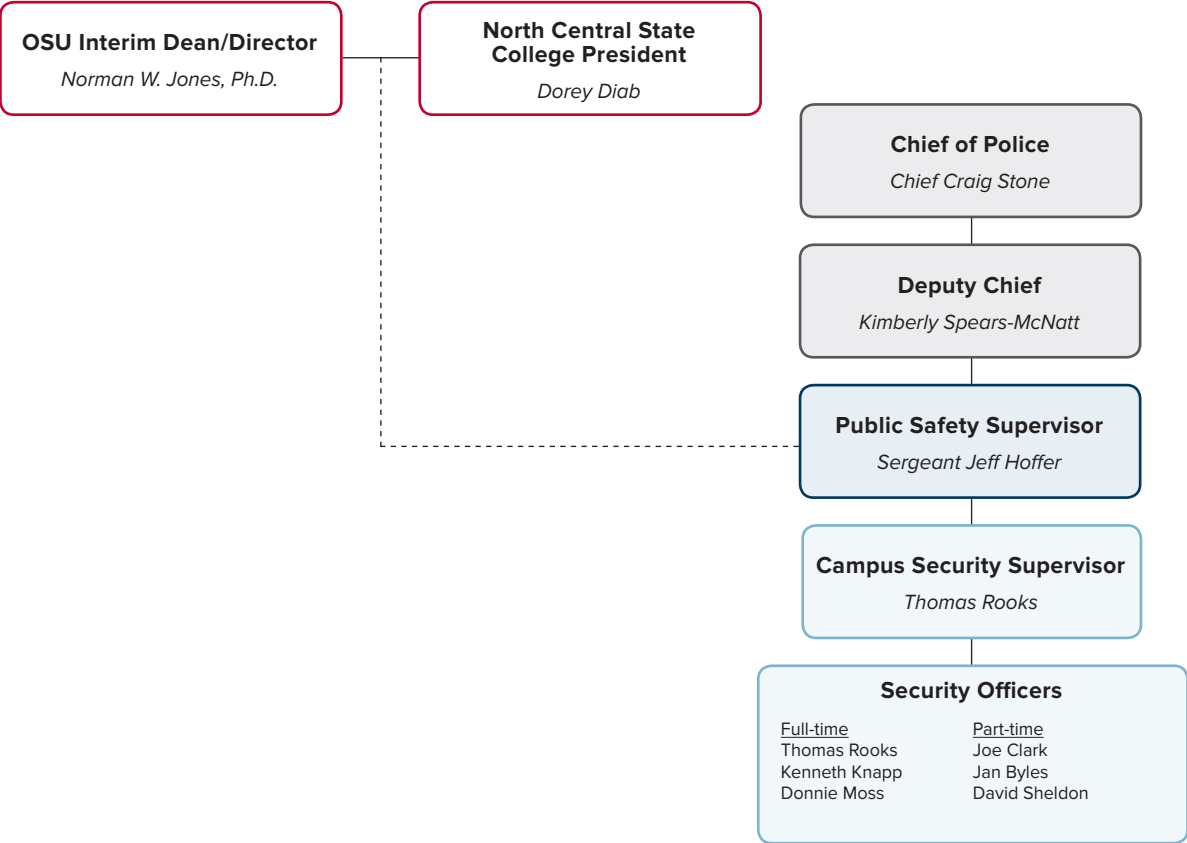 OSU Interim Dean/Director
Norman W. Jones, Ph.D.
North Central State
College President
Dorey Diab
Chief of Police
Chief Craig Stone
Deputy Chief
Kimberly Spears-McNatt
Public Safety Supervisor
Sergeant Jeff Hoffer
Campus Security Supervisor
Thomas Rooks
Security Officers
Full-time
Thomas Rooks
Kenneth Knapp
Donnie Moss
Part-time
Joe Clark
Jan Byles
David Sheldon